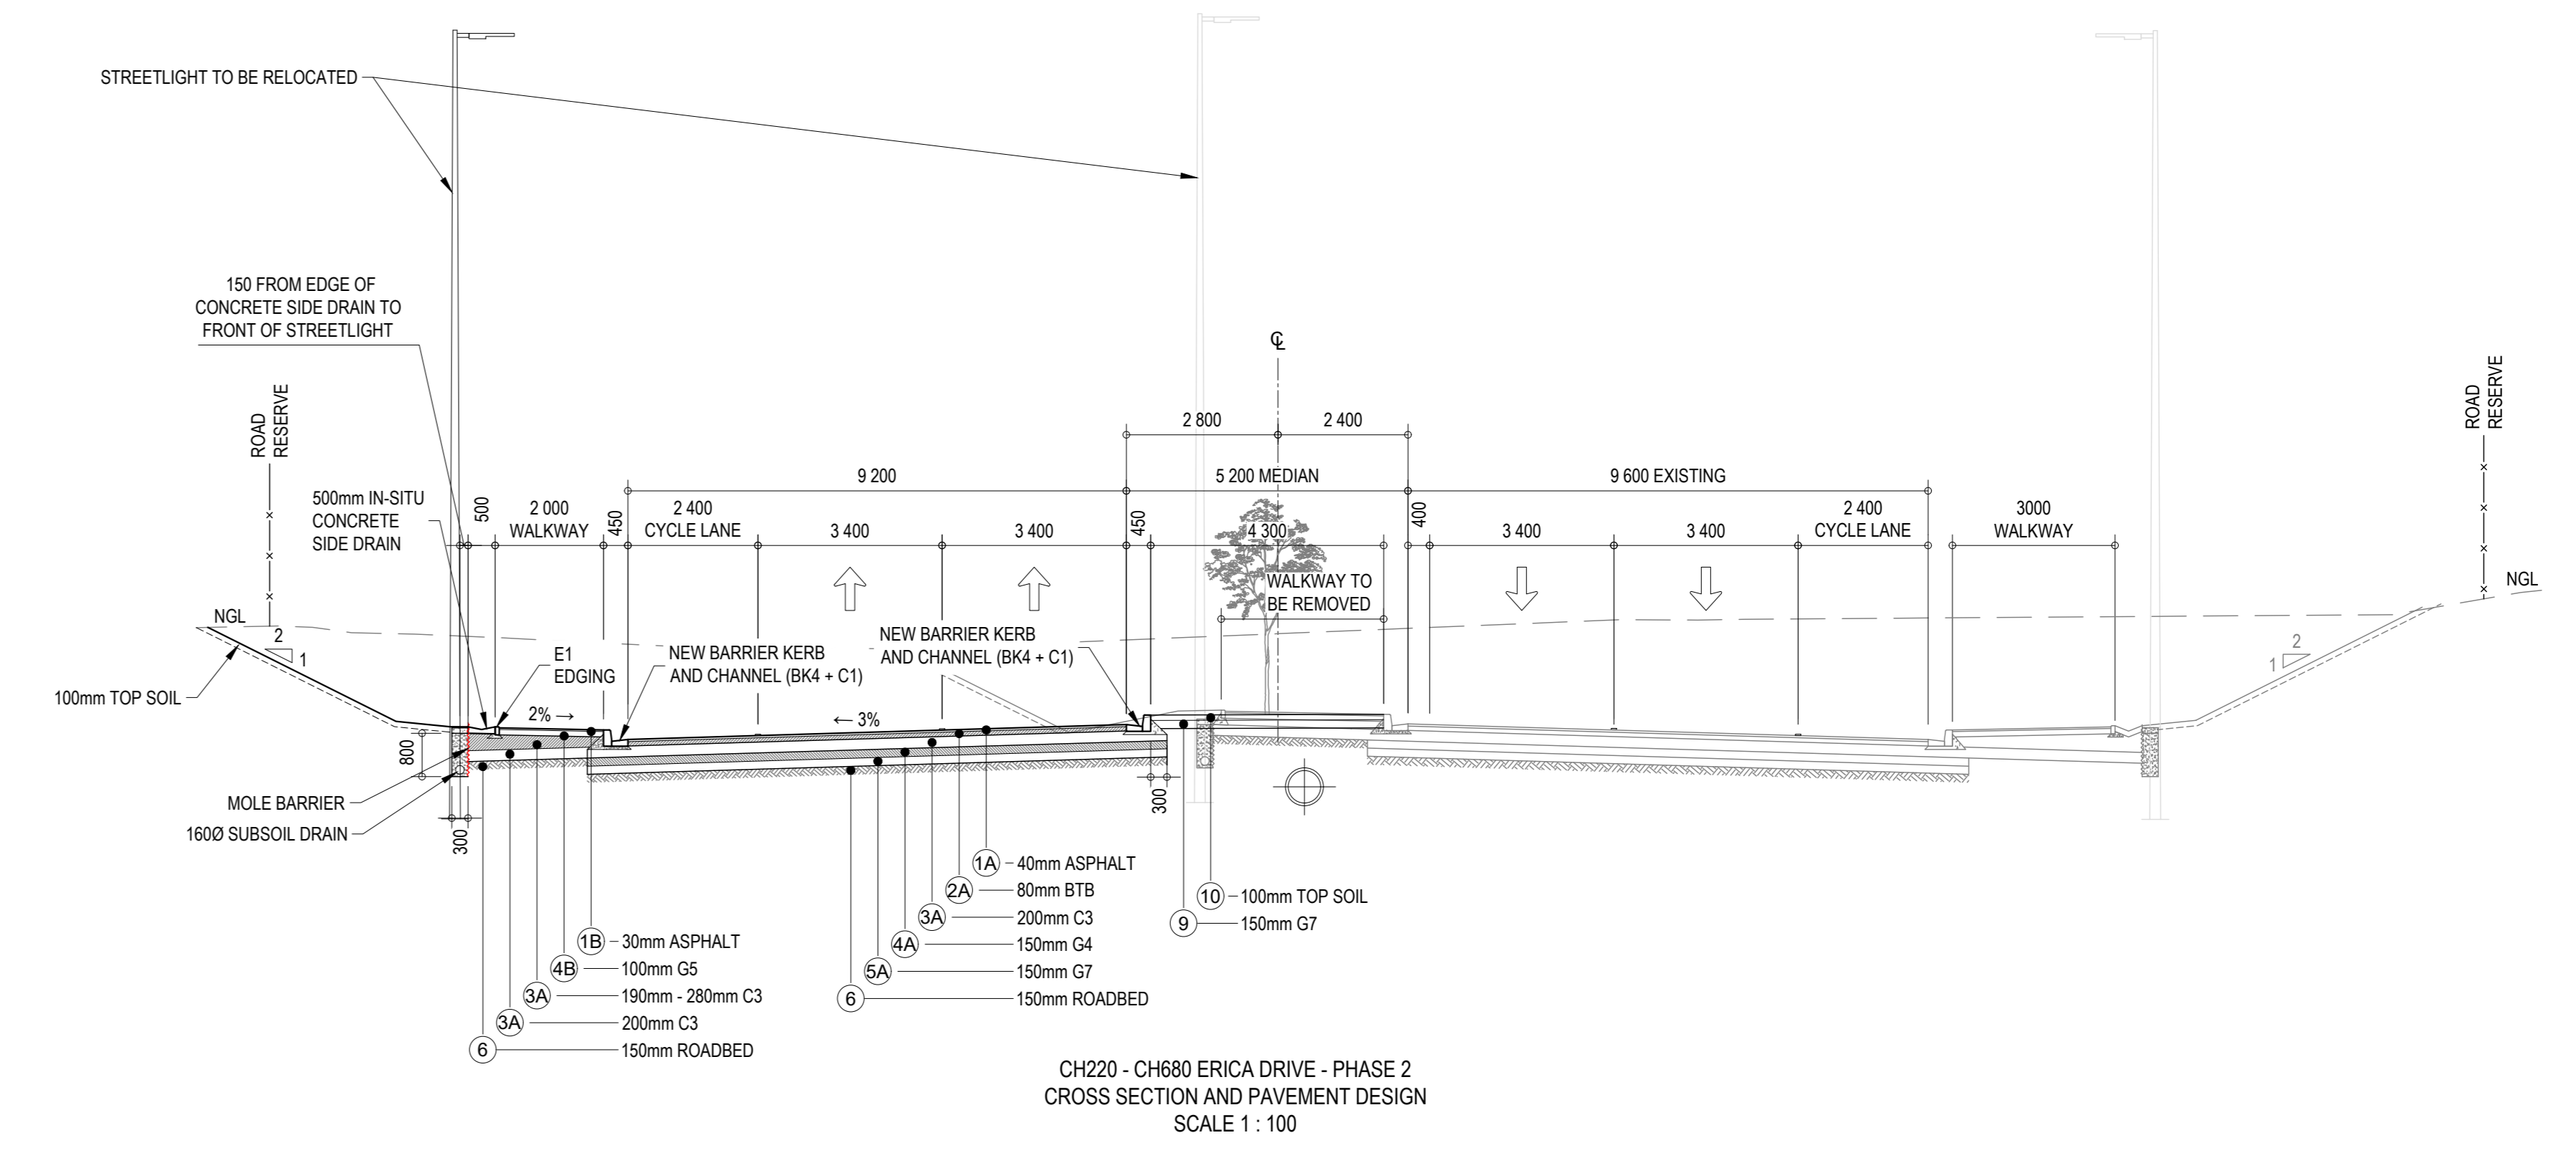 STREETLIGHT TO BE RELOCATED
150 FROM EDGE OF
CONCRETE SIDE DRAIN TO
FRONT OF STREETLIGHT
ROAD
RESERVE
500mm IN-SITU
CONCRETE
SIDE DRAIN
500
2 000
WALKWAY
450
9 200
2 400
CYCLE LANE
3 400
3 400
2 800
2 400
℄
5 200 MEDIAN
450
4 300
400
9 600 EXISTING
3 400
3 400
2 400
CYCLE LANE
3000
WALKWAY
ROAD
RESERVE
NGL
NGL
2
1
100mm TOP SOIL
E1
EDGING
NEW BARRIER KERB
AND CHANNEL (BK4 + C1)
NEW BARRIER KERB
AND CHANNEL (BK4 + C1)
WALKWAY TO
BE REMOVED
2
1
2% →
← 3%
800
MOLE BARRIER
160Ø SUBSOIL DRAIN
300
300
1A 40mm ASPHALT
2A 80mm BTB
3A 200mm C3
4A 150mm G4
5A 150mm G7
6 150mm ROADBED
10 100mm TOP SOIL
9 150mm G7
1B 30mm ASPHALT
4B 100mm G5
3A 190mm - 280mm C3
3A 200mm C3
6 150mm ROADBED
CH220 - CH680 ERICA DRIVE - PHASE 2
CROSS SECTION AND PAVEMENT DESIGN
SCALE 1 : 100